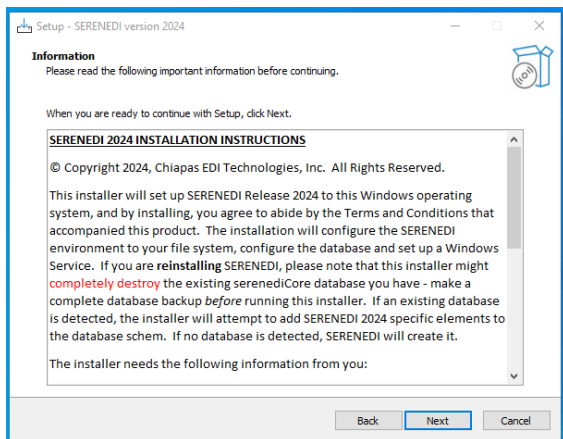 Setup - SERENEDI version 2024
Information
Please read the following important information before continuing.
When you are ready to continue with Setup, click Next.
SERENEDI 2024 INSTALLATION INSTRUCTIONS
© Copyright 2024, Chiapas EDI Technologies, Inc.  All Rights Reserved.
This installer will set up SERENEDI Release 2024 to this Windows operating
system, and by installing, you agree to abide by the Terms and Conditions that
accompanied this product.  The installation will configure the SERENEDI
environment to your file system, configure the database and set up a Windows
Service.  If you are reinstalling SERENEDI, please note that this installer might
completely destroy the existing serenediCore database you have - make a
complete database backup before running this installer.  If an existing database
is detected, the installer will attempt to add SERENEDI 2024 specific elements to
the database schem.  If no database is detected, SERENEDI will create it.
The installer needs the following information from you:
Back Next Cancel